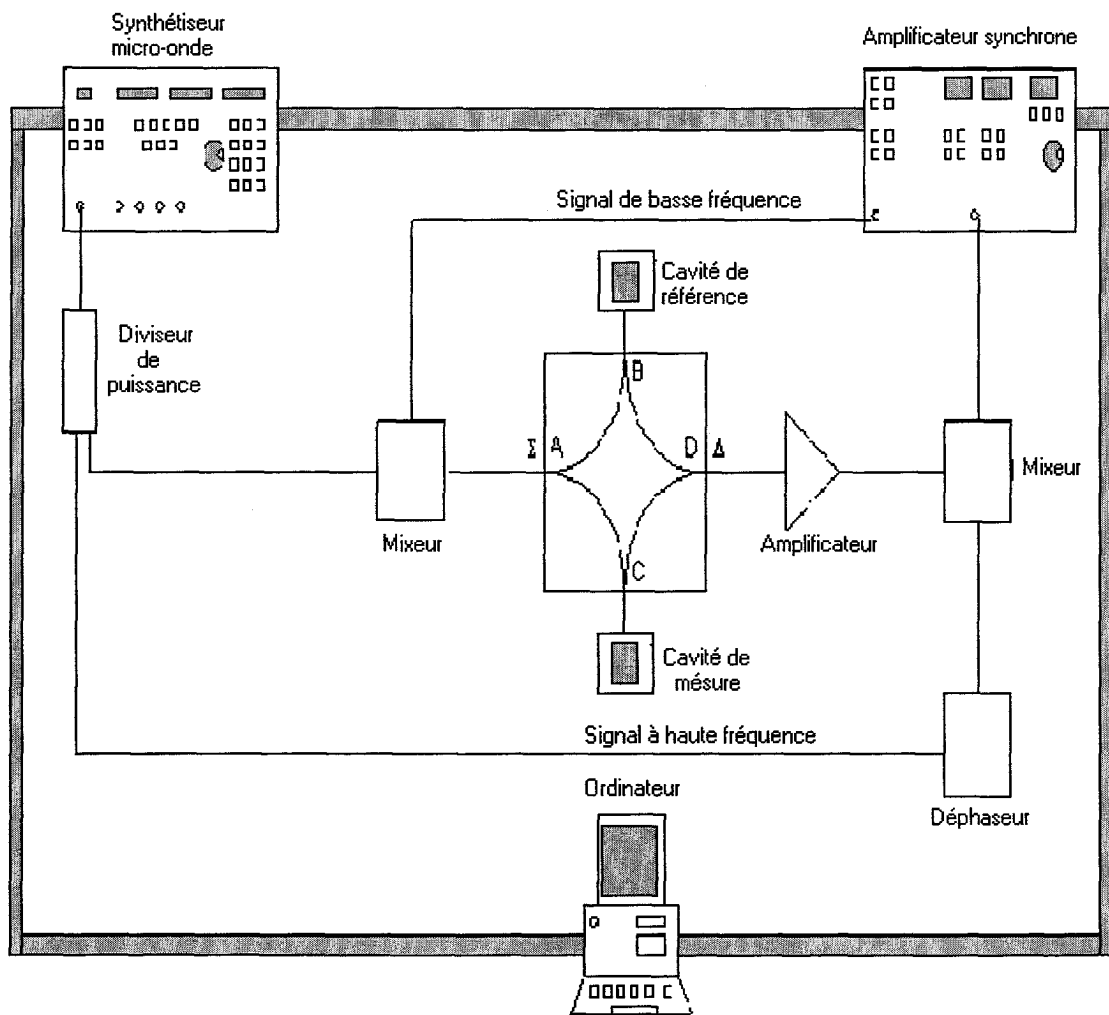 Synthétiseur
micro-onde
Amplificateur synchrone
Signal de basse fréquence
Cavité de
référence
Diviseur
de
puissance
B
Σ A
D Δ
C
Mixeur
Amplificateur
Mixeur
Cavité de
mésure
Signal à haute fréquence
Déphaseur
Ordinateur